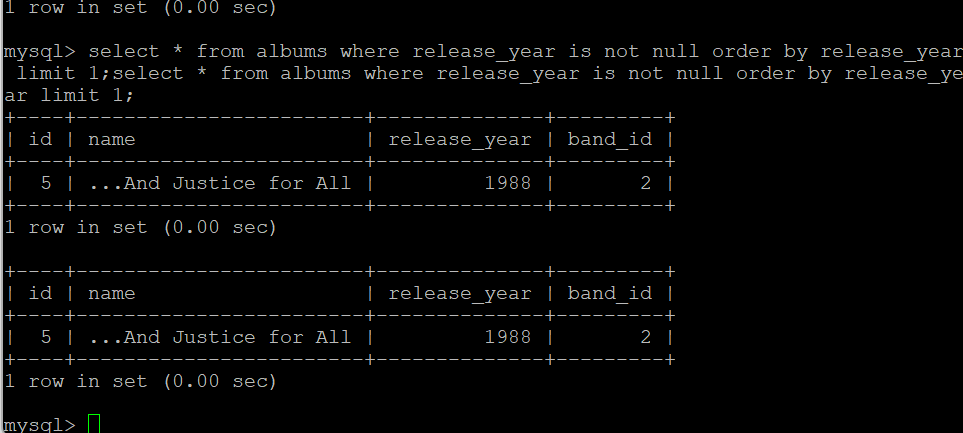 1 row in set (0.00 sec)
mysql> select * from albums where release_year is not null order by release_year
 limit 1;select * from albums where release_year is not null order by release_ye
ar limit 1;
+----+------------------------+--------------+---------+
| id | name                   | release_year | band_id |
+----+------------------------+--------------+---------+
|  5 | ...And Justice for All |         1988 |       2 |
+----+------------------------+--------------+---------+
1 row in set (0.00 sec)
+----+------------------------+--------------+---------+
| id | name                   | release_year | band_id |
+----+------------------------+--------------+---------+
|  5 | ...And Justice for All |         1988 |       2 |
+----+------------------------+--------------+---------+
1 row in set (0.00 sec)
mysql>